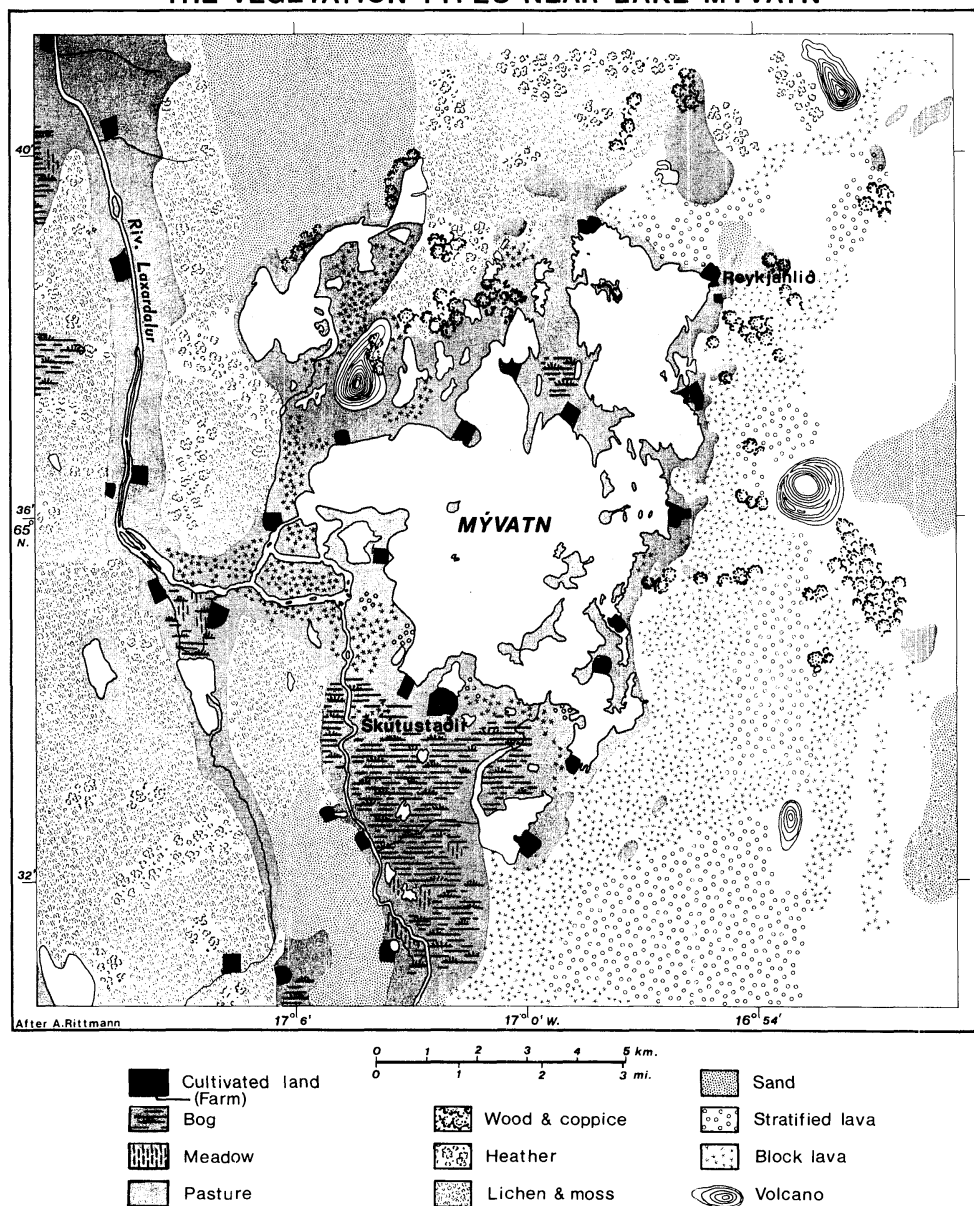 THE VEGETATION TYPES NEAR LAKE MÝVATN
40'
Riv. Laxardalur
Reykjahlið
36'
65°
N.
MÝVATN
Skutustaðir
32'
After A.Rittmann
17° 6'
17° 0' W.
16° 54'
0 1 2 3 4 5 km.
0 1 2 3 mi.
Cultivated land
(Farm)
Bog
Meadow
Pasture
Wood & coppice
Heather
Lichen & moss
Sand
Stratified lava
Block lava
Volcano